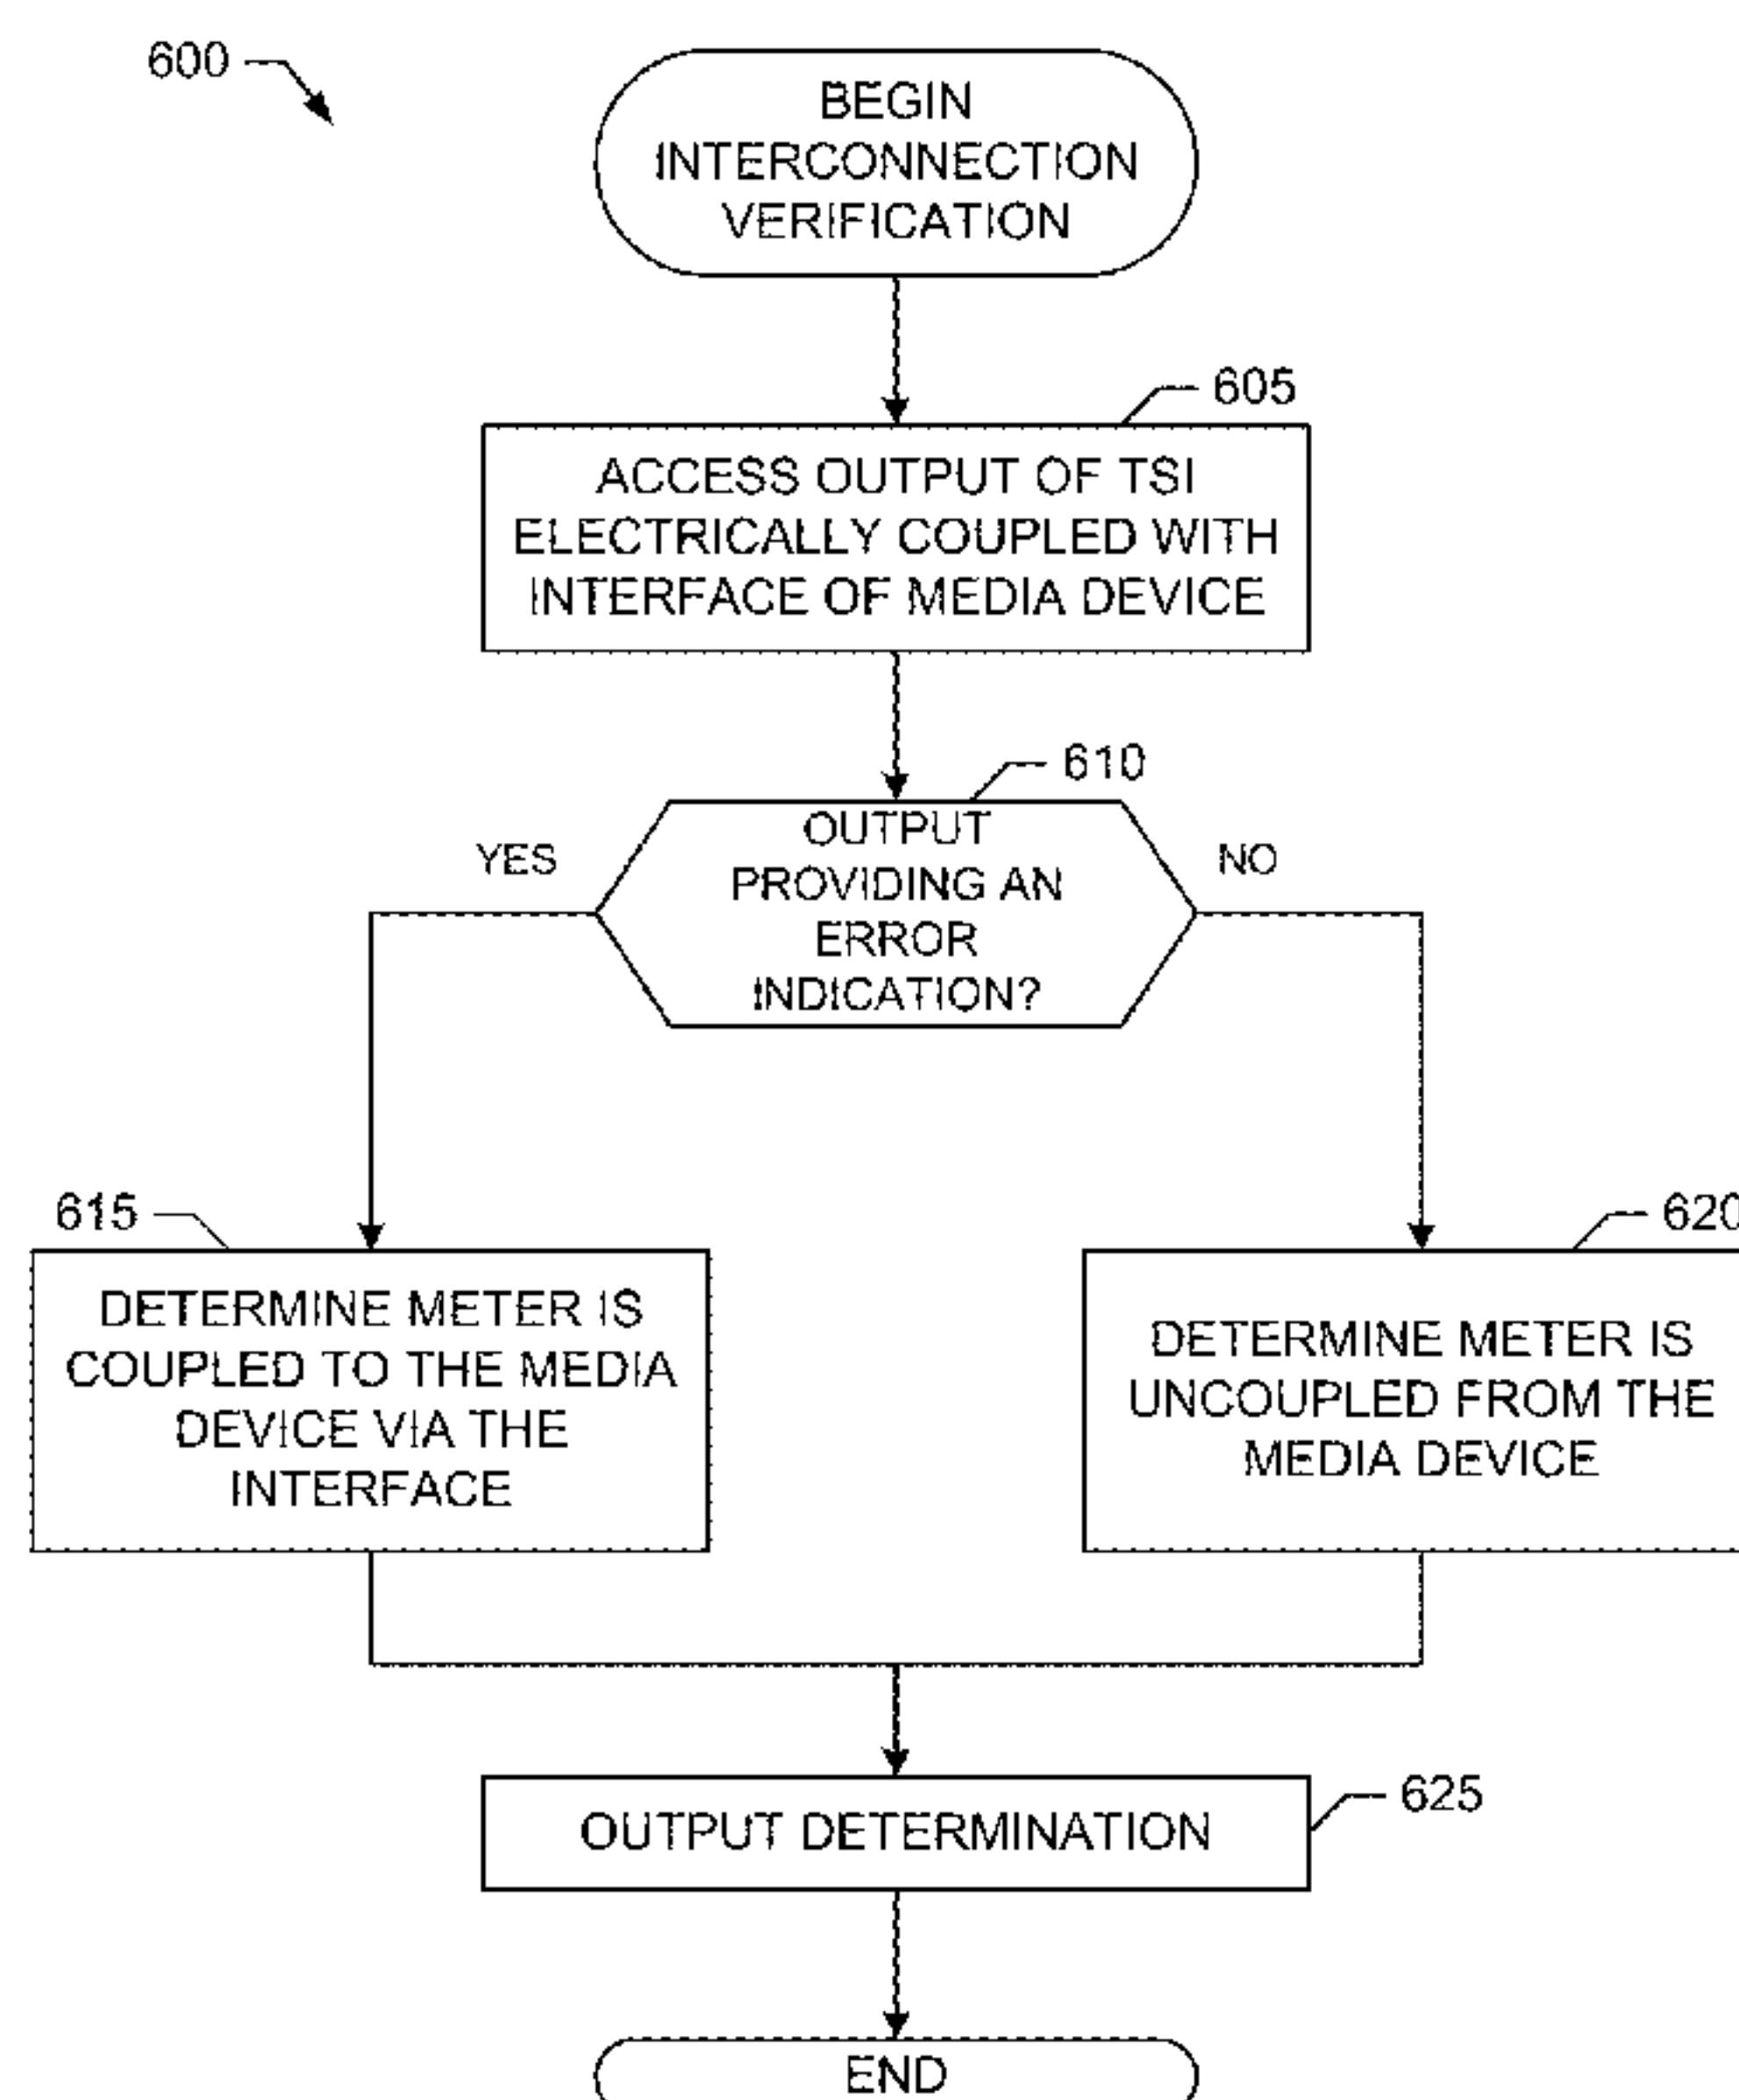 600
BEGIN
INTERCONNECTION
VERIFICATION
605
ACCESS OUTPUT OF TSI
ELECTRICALLY COUPLED WITH
INTERFACE OF MEDIA DEVICE
610
YES
OUTPUT
PROVIDING AN
ERROR
INDICATION?
NO
615
DETERMINE METER IS
COUPLED TO THE MEDIA
DEVICE VIA THE
INTERFACE
620
DETERMINE METER IS
UNCOUPLED FROM THE
MEDIA DEVICE
625
OUTPUT DETERMINATION
END